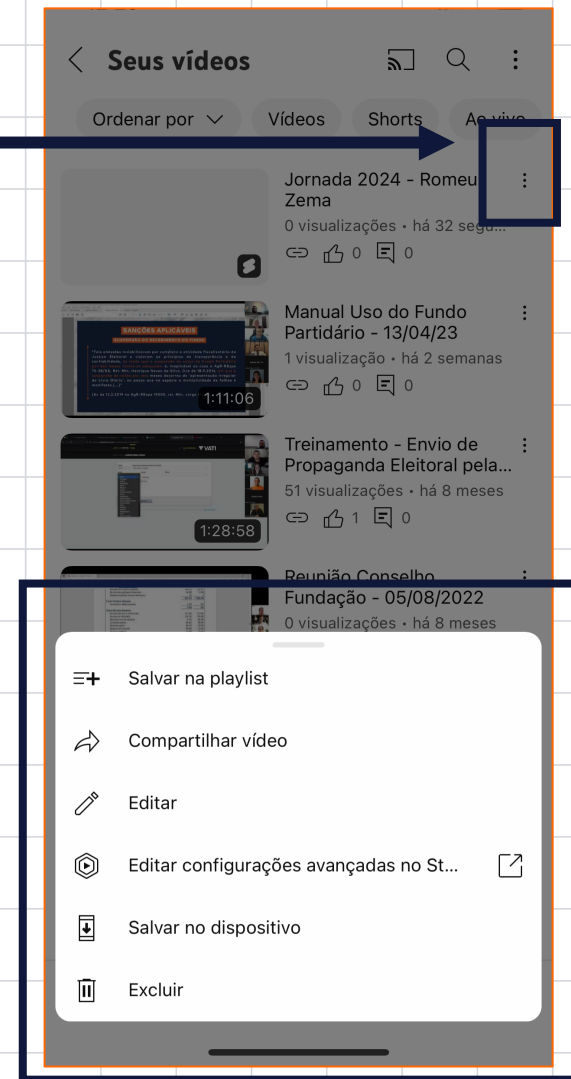 Seus vídeos
Ordenar por
Vídeos
Shorts
Ao vivo
Jornada 2024 - Romeu
Zema
0 visualizações • há 32 segu...
0 0
SANÇÕES APLICÁVEIS
1:11:06
Manual Uso do Fundo
Partidário - 13/04/23
1 visualização • há 2 semanas
0 0
VATI
1:28:58
Treinamento - Envio de
Propaganda Eleitoral pela...
51 visualizações • há 8 meses
1 0
Reunião Conselho
Fundação - 05/08/2022
0 visualizações • há 8 meses
Salvar na playlist
Compartilhar vídeo
Editar
Editar configurações avançadas no St...
Salvar no dispositivo
Excluir